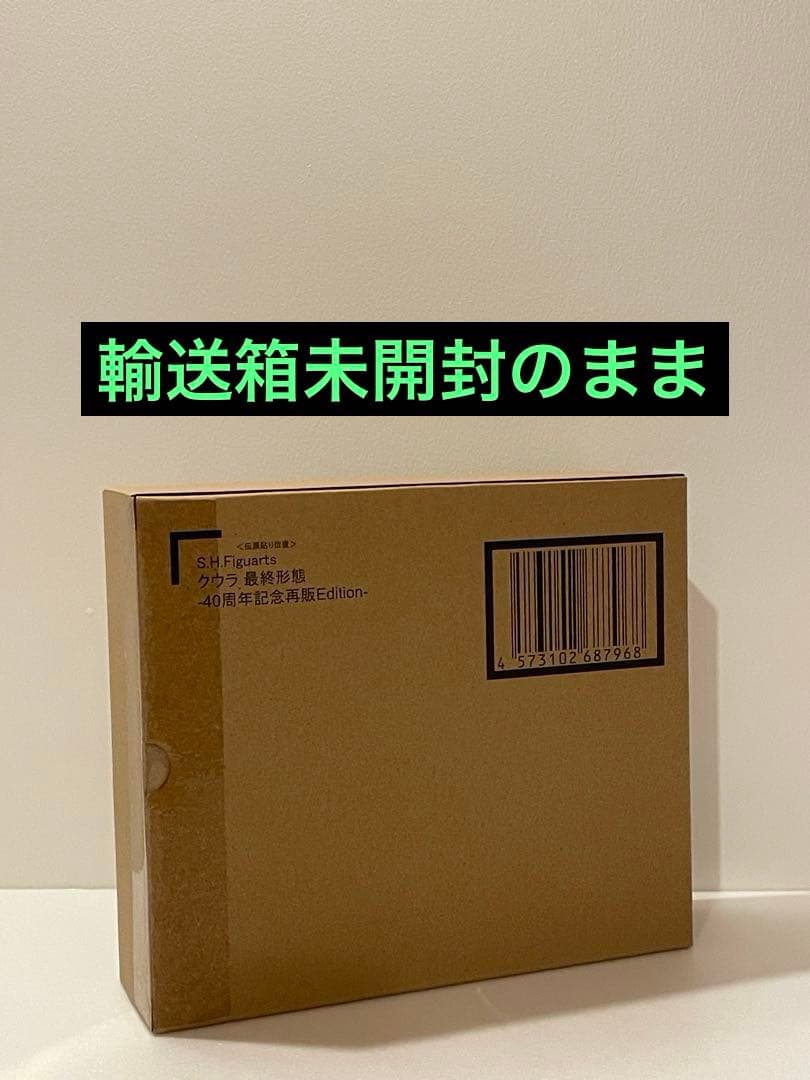 輸送箱未開封のまま
<伝票貼り位置>
S.H.Figuarts
クウラ 最終形態
-40周年記念再販Edition-
4 573102 687968